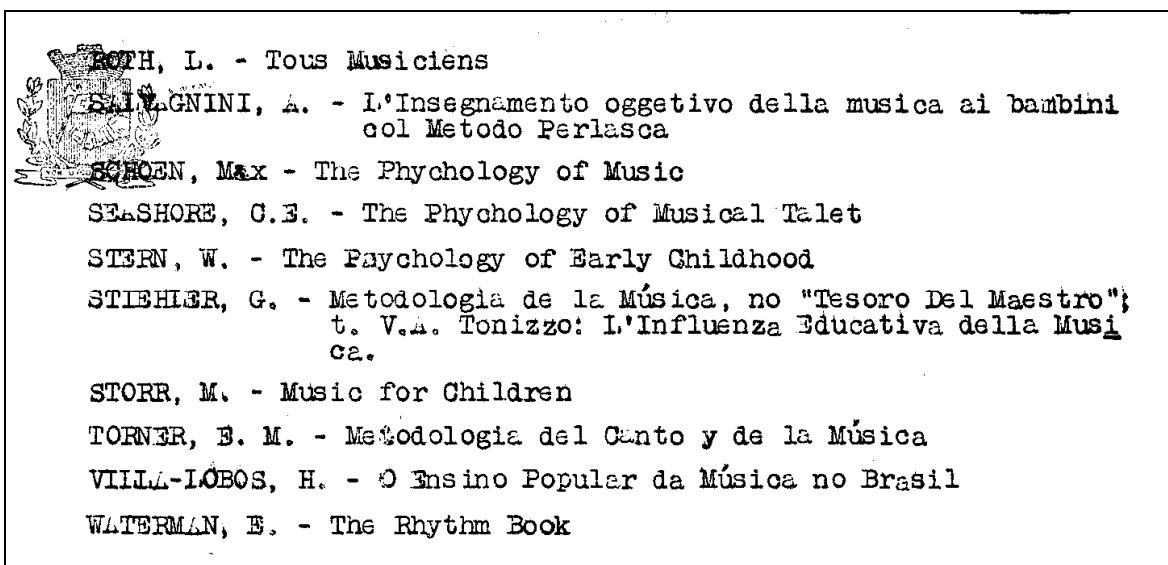 ROTH, L. - Tous Musiciens
SALVAGNINI, A. - L'Insegnamento oggetivo della musica ai bambini
col Metodo Perlasca
SCHOEN, Max - The Phychology of Music
SEASHORE, C.E. - The Phychology of Musical Talet
STERN, W. - The Psychology of Early Childhood
STIEHLER, G. - Metodologia de la Música, no "Tesoro Del Maestro";
t. V.A. Tonizzo: L'Influenza Educativa della Musi
ca.
STORR, M. - Music for Children
TORNER, E. M. - Metodologia del Canto y de la Música
VILLA-LOBOS, H. - O Ensino Popular da Música no Brasil
WATERMAN, E. - The Rhythm Book